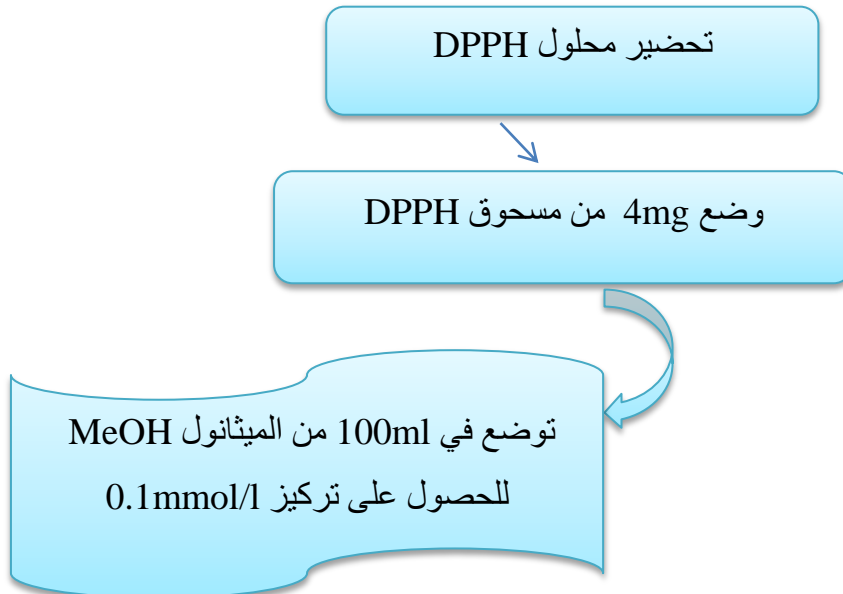 تحضير محلول DPPH
وضع 4mg من مسحوق DPPH
توضع في 100ml من الميثانول MeOH
للحصول على تركيز 0.1mmol/l